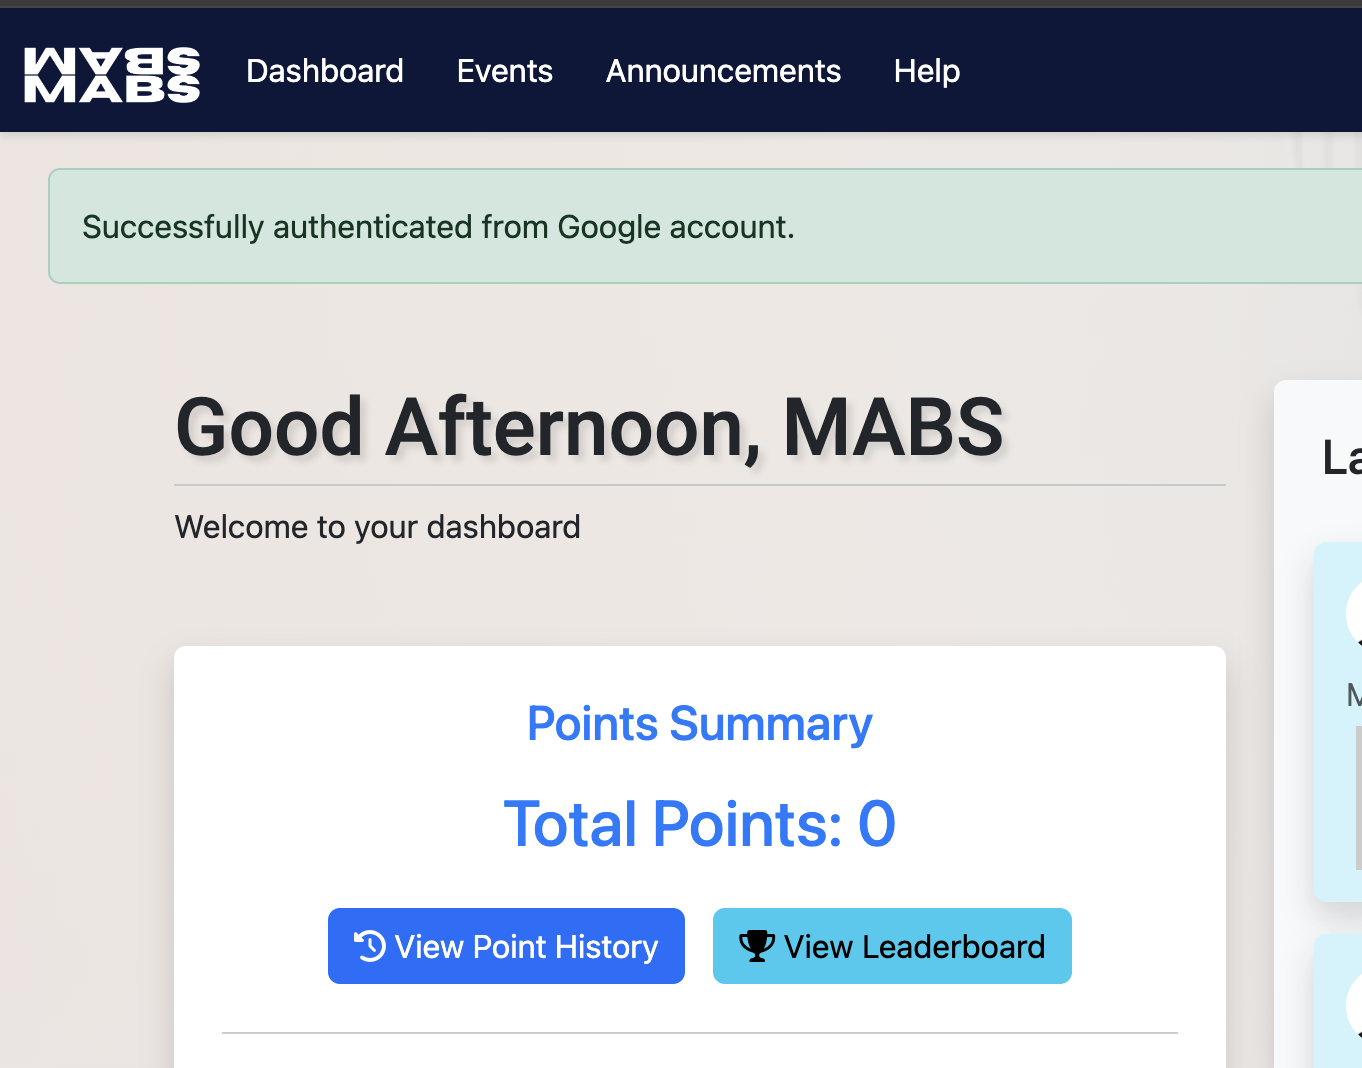 MABS
MABS
Dashboard Events Announcements Help
Successfully authenticated from Google account.
Good Afternoon, MABS
Welcome to your dashboard
Points Summary
Total Points: 0
View Point History
View Leaderboard